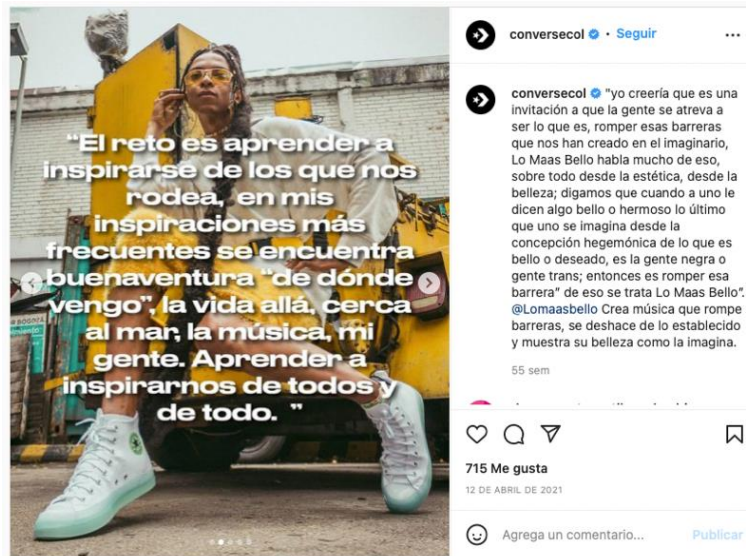 "El reto es aprender a
inspirarse de los que nos
rodea, en mis
inspiraciones más
frecuentes se encuentra
buenaventura "de dónde
vengo", la vida allá, cerca
al mar, la música, mi
gente. Aprender a
inspirarnos de todos y
de todo. "
conversecol • Seguir
conversecol "yo creería que es una
invitación a que la gente se atreva a
ser lo que es, romper esas barreras
que nos han creado en el imaginario,
Lo Maas Bello habla mucho de eso,
sobre todo desde la estética, desde la
belleza; digamos que cuando a uno le
dicen algo bello o hermoso lo último
que uno se imagina desde la
concepción hegemónica de lo que es
bello o deseado, es la gente negra o
gente trans; entonces es romper esa
barrera" de eso se trata Lo Maas Bello".
@Lomaasbello Crea música que rompe
barreras, se deshace de lo establecido
y muestra su belleza como la imagina.
55 sem
715 Me gusta
12 DE ABRIL DE 2021
Agrega un comentario...
Publicar